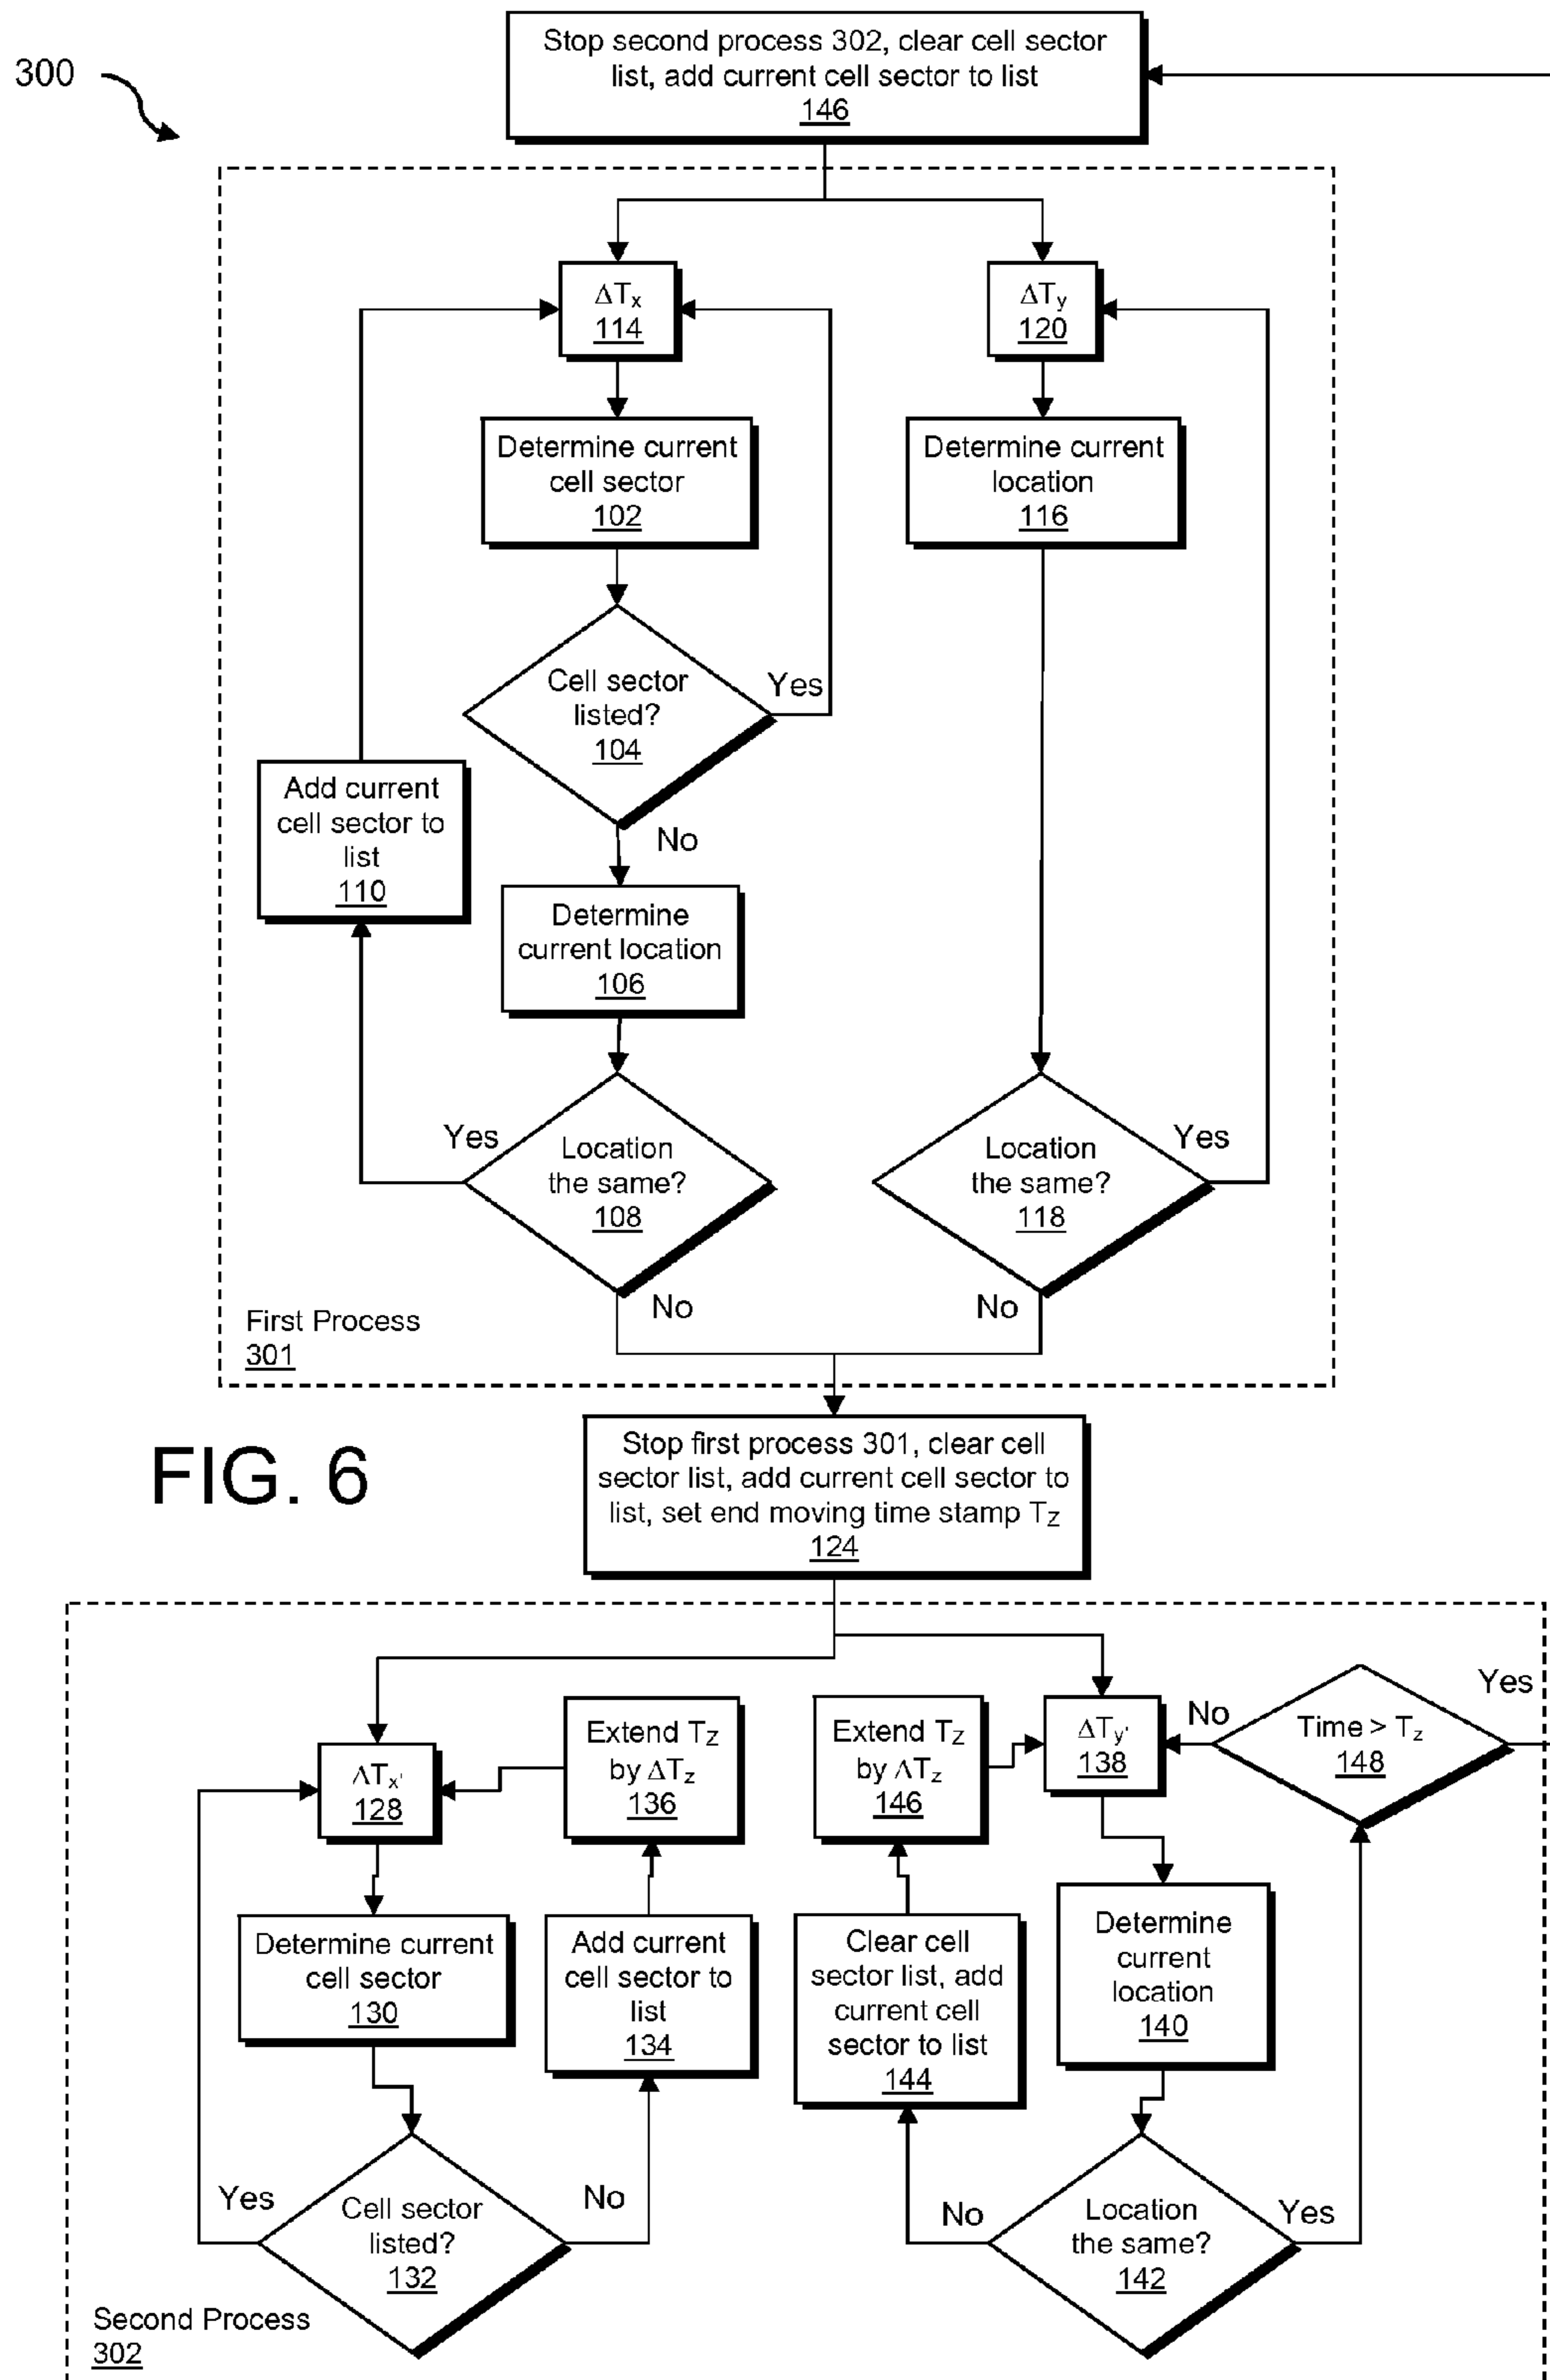 300
Stop second process 302, clear cell sector
list, add current cell sector to list
146
ΔTx
114
ΔTy
120
Determine current
cell sector
102
Determine current
location
116
Cell sector
listed?
104
Yes
No
Add current
cell sector to
list
110
Determine
current location
106
Yes
Location
the same?
108
No
Location
the same?
118
Yes
No
First Process
301
FIG. 6
Stop first process 301, clear cell
sector list, add current cell sector to
list, set end moving time stamp TZ
124
ΔTx'
128
Extend TZ
by ΔTz
136
Extend TZ
by ΔTz
146
ΔTy'
138
No
Time > Tz
148
Yes
Determine current
cell sector
130
Add current
cell sector to
list
134
Clear cell
sector list, add
current cell
sector to list
144
Determine
current
location
140
Yes
Cell sector
listed?
132
No
No
Location
the same?
142
Yes
Second Process
302